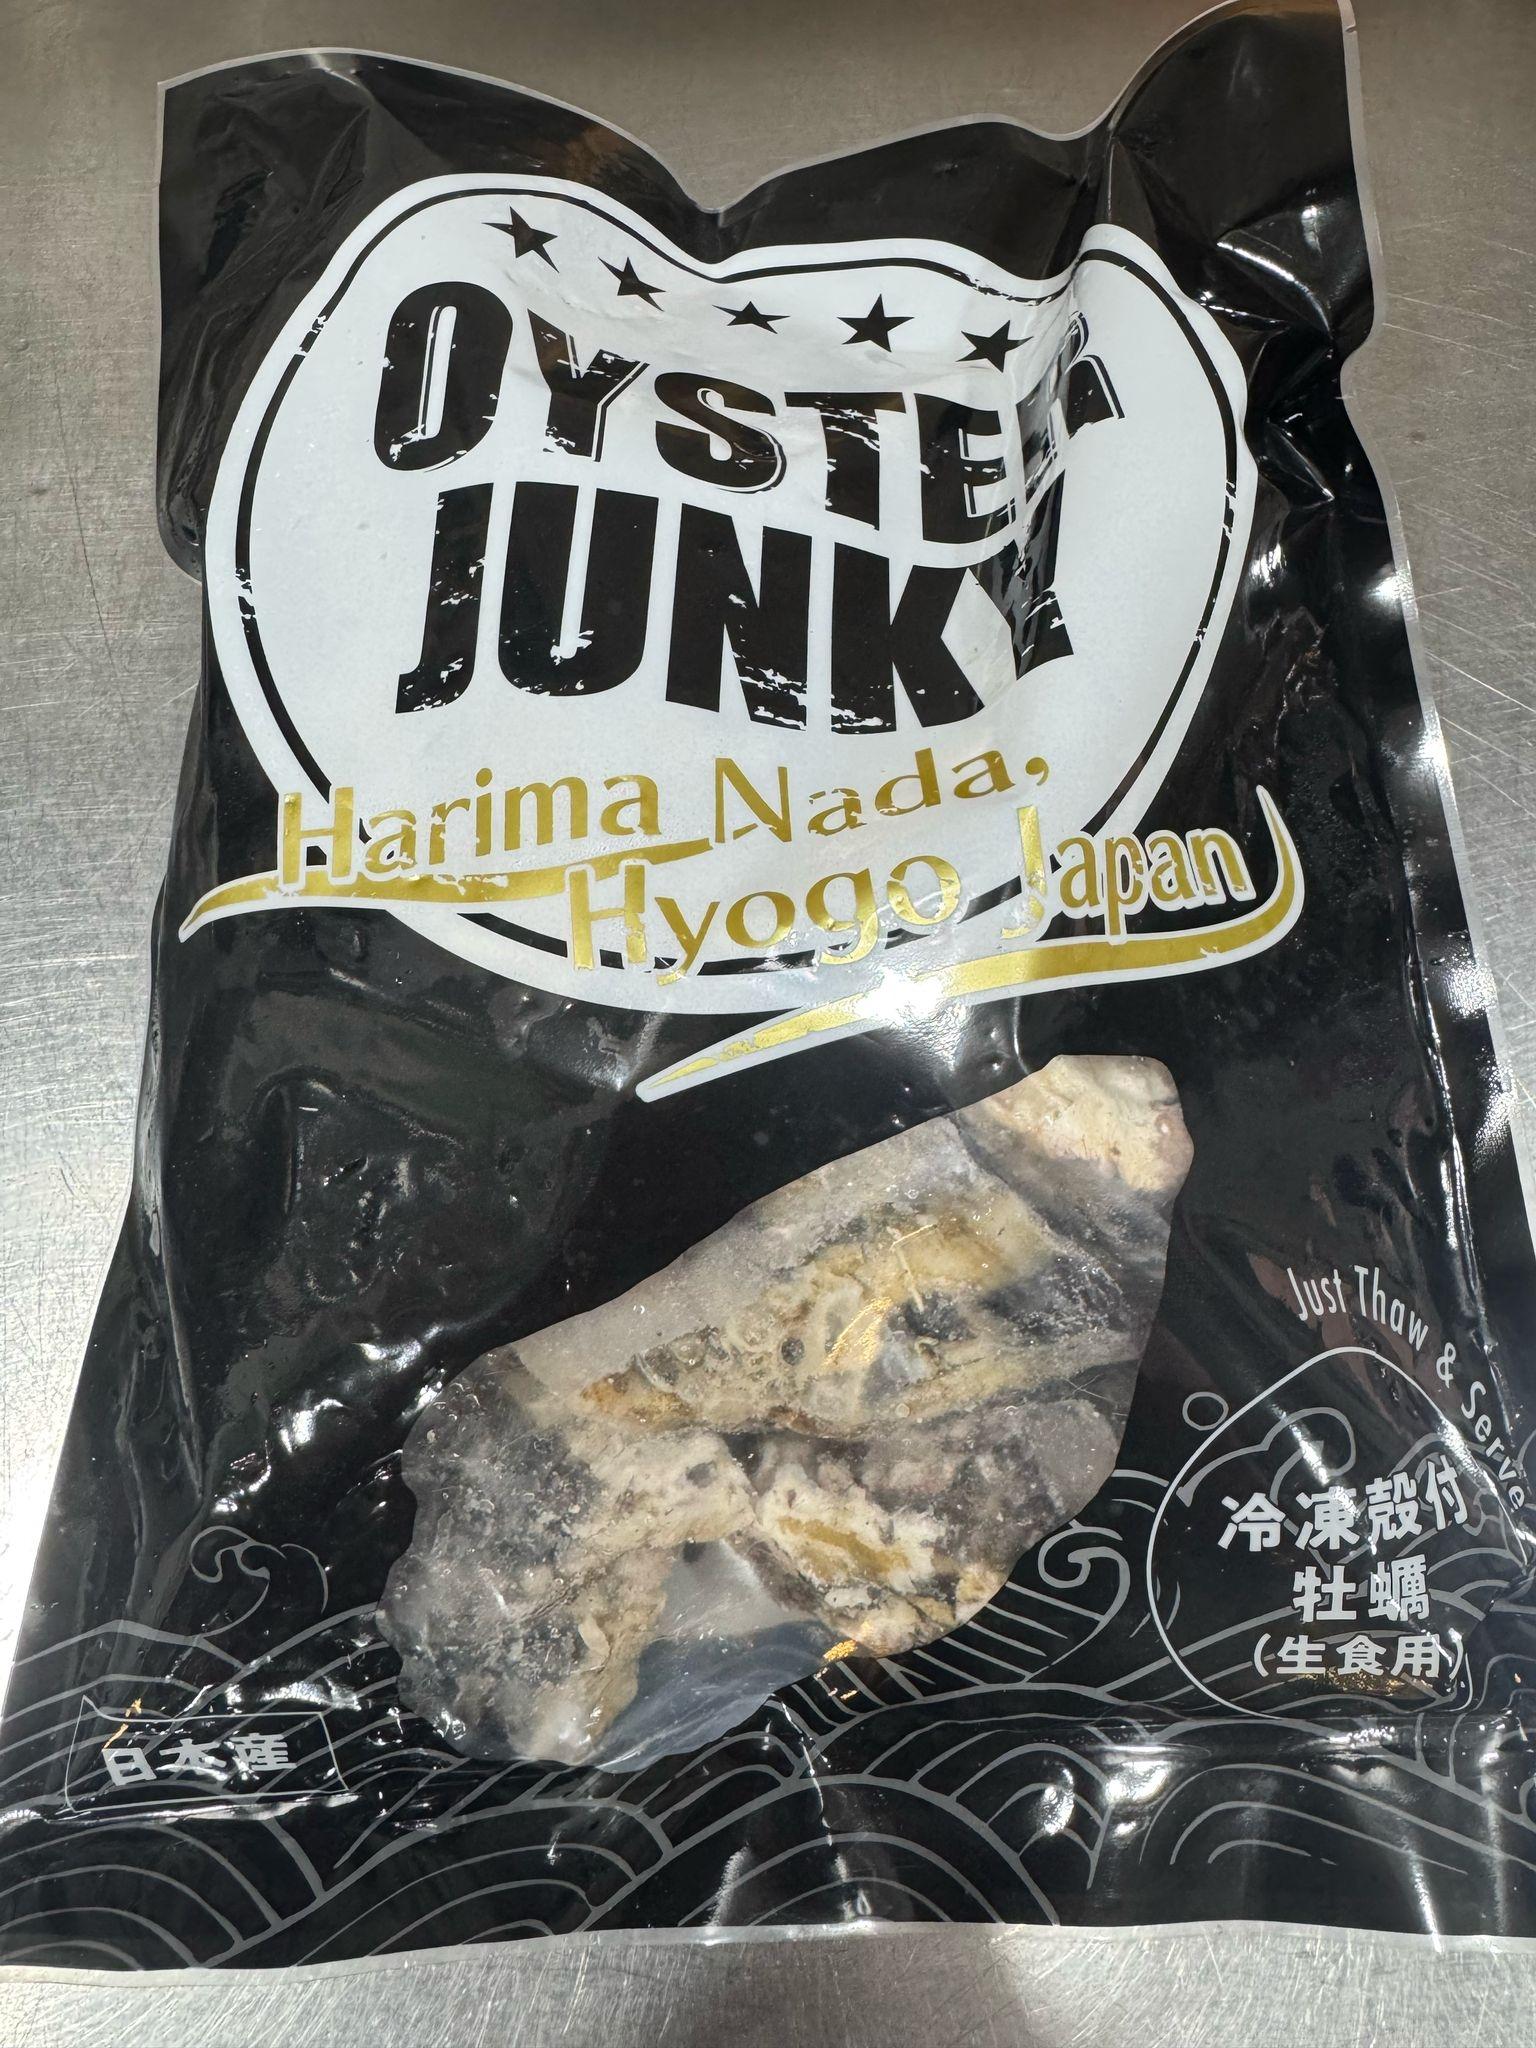 OYSTER
JUNKY
Harima Nada,
Hyogo Japan
Just Thaw & Serve
冷凍殻付
牡蠣
(生食用)
日本産